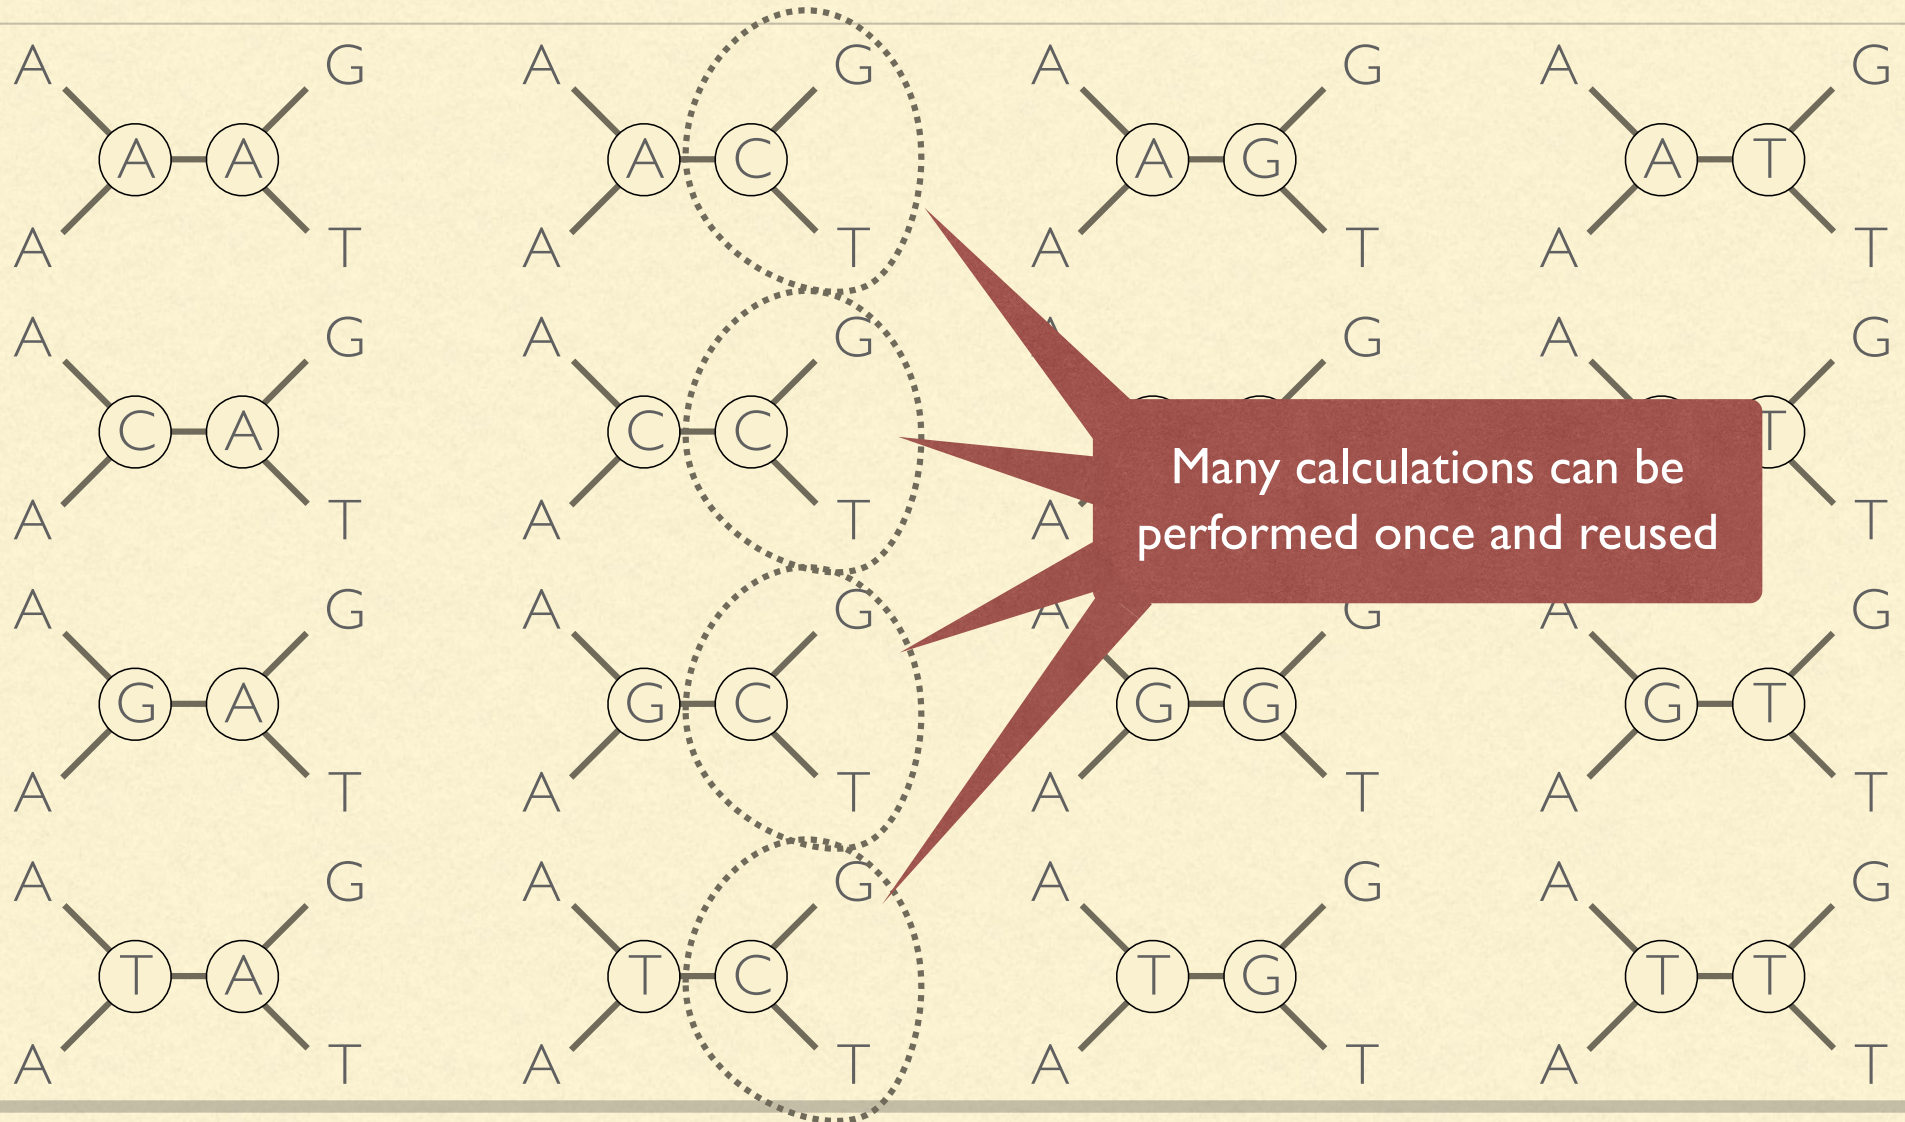 A G A G A G A G
A A A C A G A T
A T A T A T A T
A G A G G A G
C A C C T
A T A T A T
Many calculations can be
performed once and reused
A G A G A G A G
G A G C G G G T
A T A T A T A T
A G A G A G A G
T A T C T G T T
A T A T A T A T